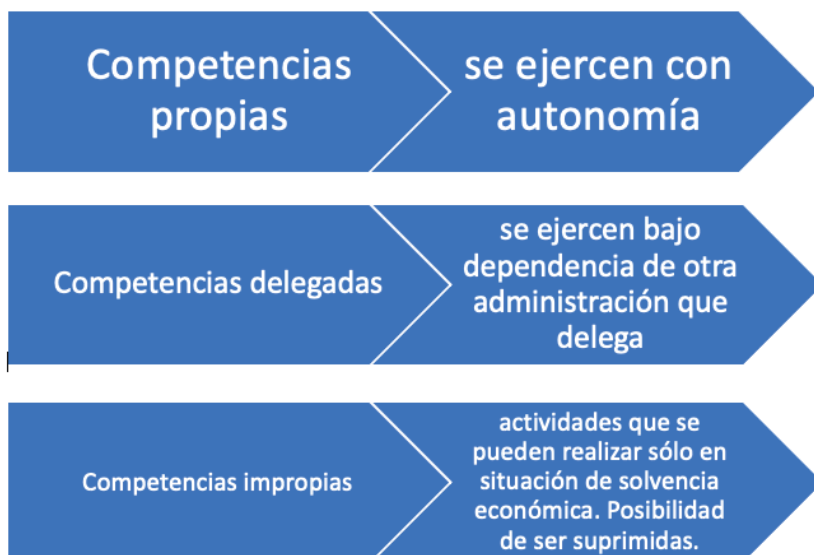 Competencias
propias
se ejercen con
autonomía
Competencias delegadas
se ejercen bajo
dependencia de otra
administración que
delega
Competencias impropias
actividades que se
pueden realizar sólo en
situación de solvencia
económica. Posibilidad
de ser suprimidas.